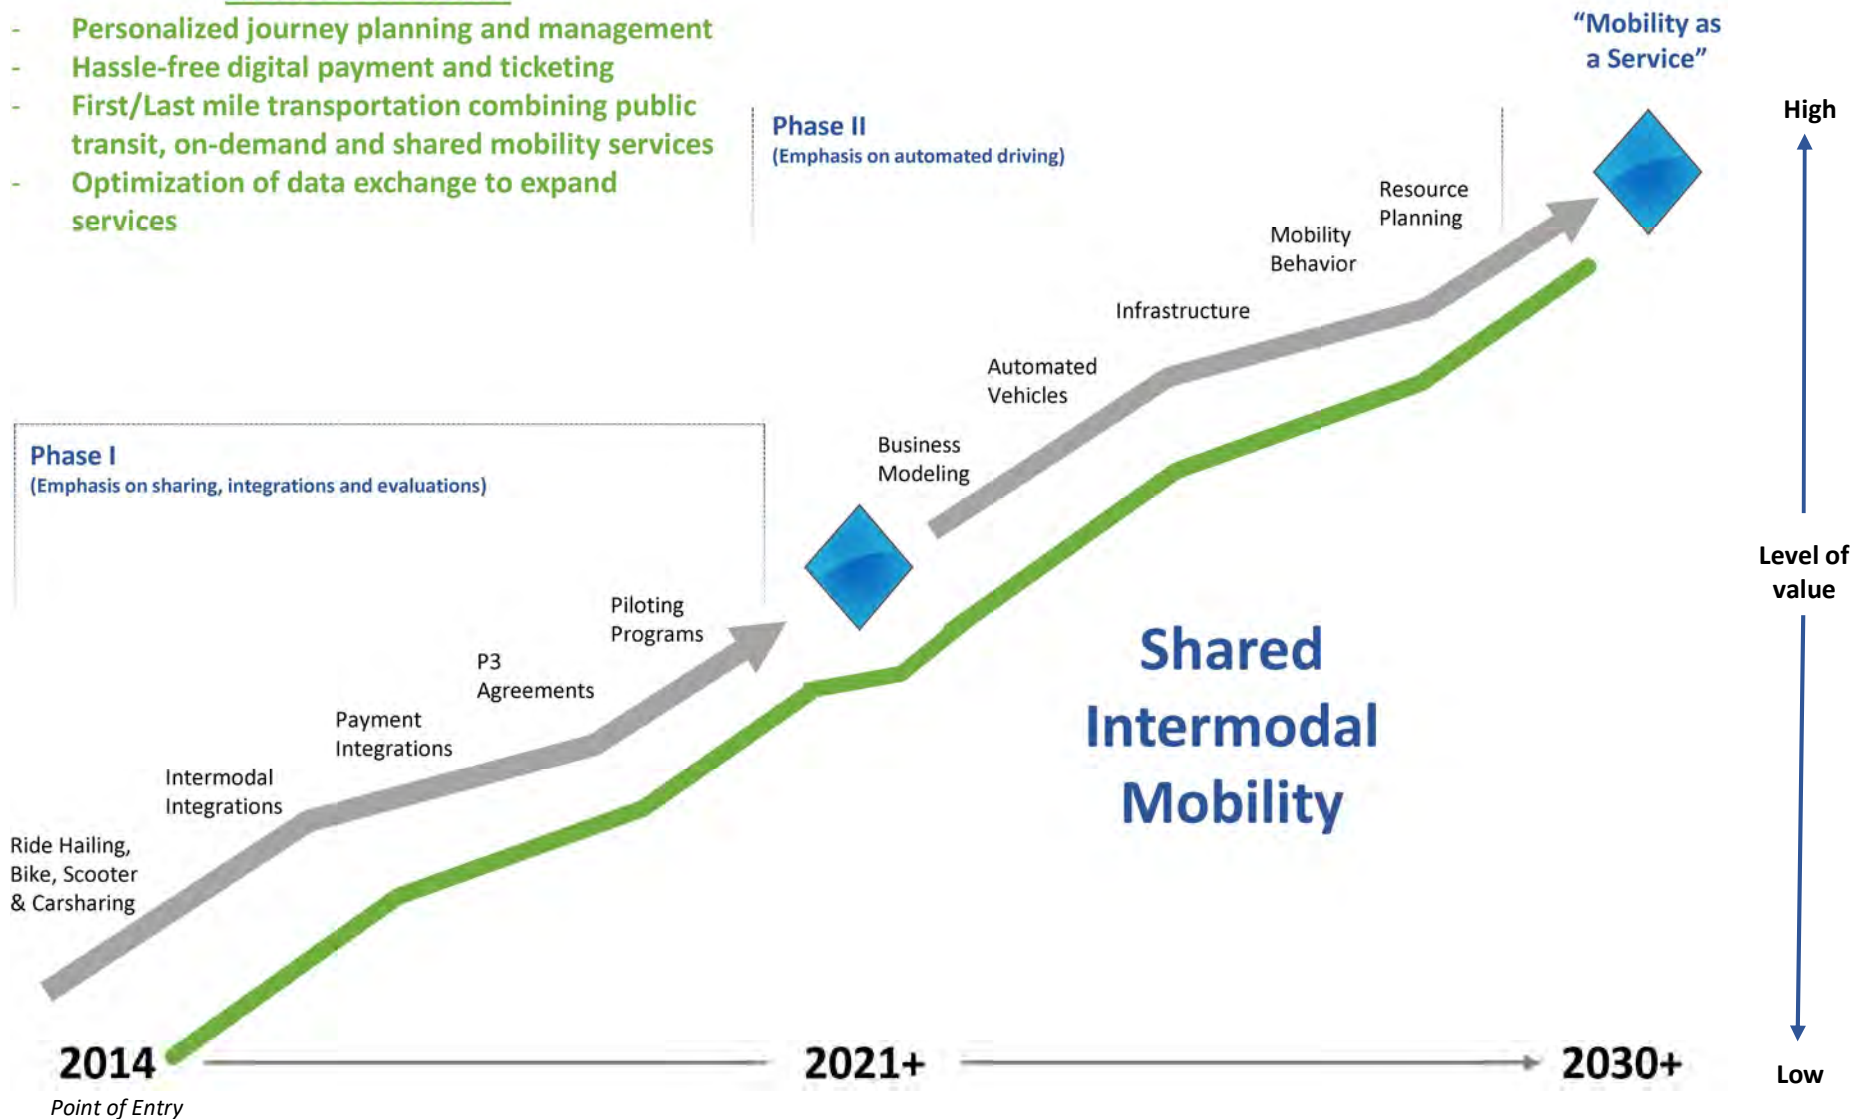 - Personalized journey planning and management
- Hassle-free digital payment and ticketing
- First/Last mile transportation combining public
transit, on-demand and shared mobility services
- Optimization of data exchange to expand
services
“Mobility as
a Service”
Phase II
(Emphasis on automated driving)
High
Resource
Planning
Mobility
Behavior
Infrastructure
Automated
Vehicles
Business
Modeling
Phase I
(Emphasis on sharing, integrations and evaluations)
Level of
value
Piloting
Programs
P3
Agreements
Payment
Integrations
Intermodal
Integrations
Ride Hailing,
Bike, Scooter
& Carsharing
Shared
Intermodal
Mobility
2014
2021+
2030+
Low
Point of Entry